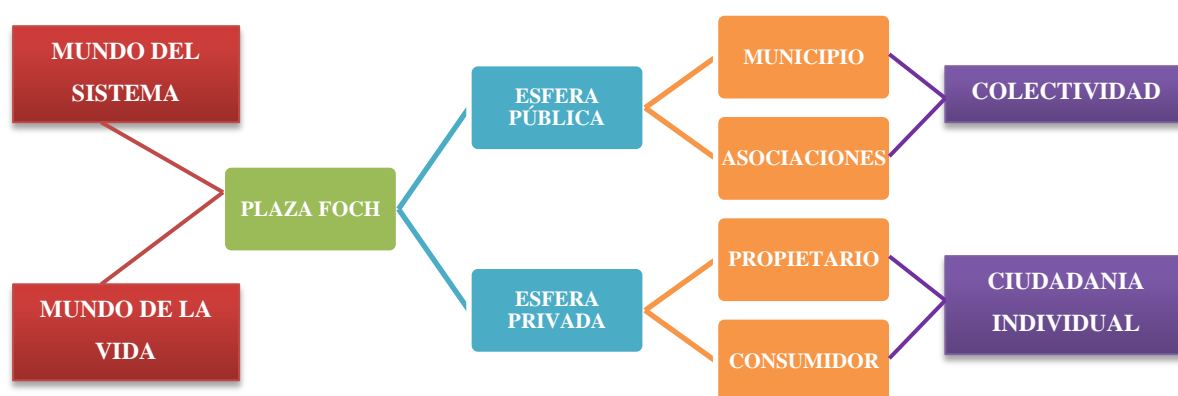 MUNDO DEL
SISTEMA
MUNDO DE LA
VIDA
PLAZA FOCH
ESFERA
PÚBLICA
ESFERA
PRIVADA
MUNICIPIO
ASOCIACIONES
PROPIETARIO
CONSUMIDOR
COLECTIVIDAD
CIUDADANIA
INDIVIDUAL